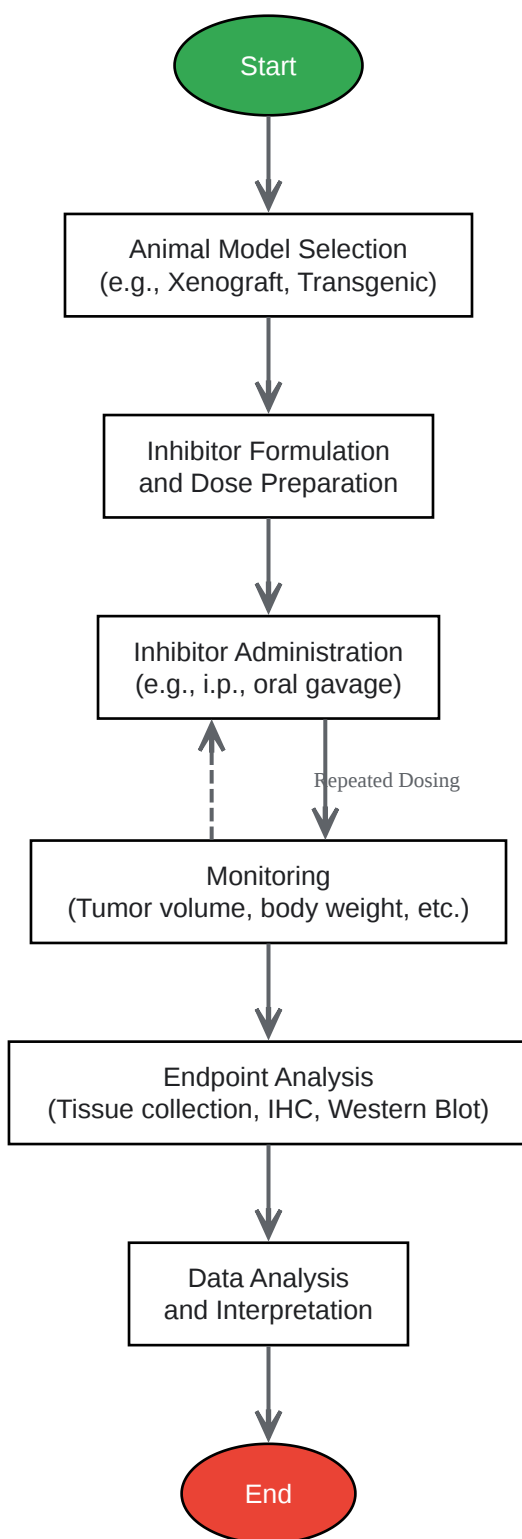 Start
Animal Model Selection
(e.g., Xenograft, Transgenic)
Inhibitor Formulation
and Dose Preparation
Inhibitor Administration
(e.g., i.p., oral gavage)
Repeated Dosing
Monitoring
(Tumor volume, body weight, etc.)
Endpoint Analysis
(Tissue collection, IHC, Western Blot)
Data Analysis
and Interpretation
End